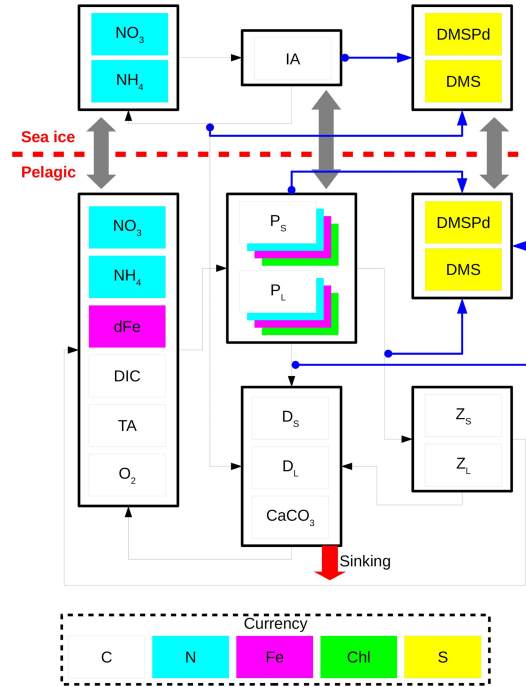 NO3
NH4
IA
DMSPd
DMS
Sea ice
Pelagic
NO3
NH4
dFe
DIC
TA
O2
PS
PL
DMSPd
DMS
DS
DL
CaCO3
ZS
ZL
Sinking
Currency
C N Fe Chl S